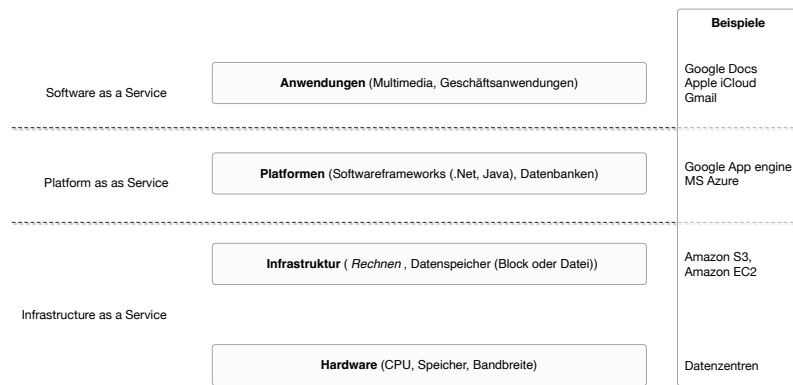 Beispiele
Software as a Service
Anwendungen (Multimedia, Geschäftsanwendungen)
Google Docs
Apple iCloud
Gmail
Platform as as Service
Platformen (Softwareframeworks (.Net, Java), Datenbanken)
Google App engine
MS Azure
Infrastruktur ( Rechnen , Datenspeicher (Block oder Datei))
Amazon S3,
Amazon EC2
Infrastructure as a Service
Hardware (CPU, Speicher, Bandbreite)
Datenzentren